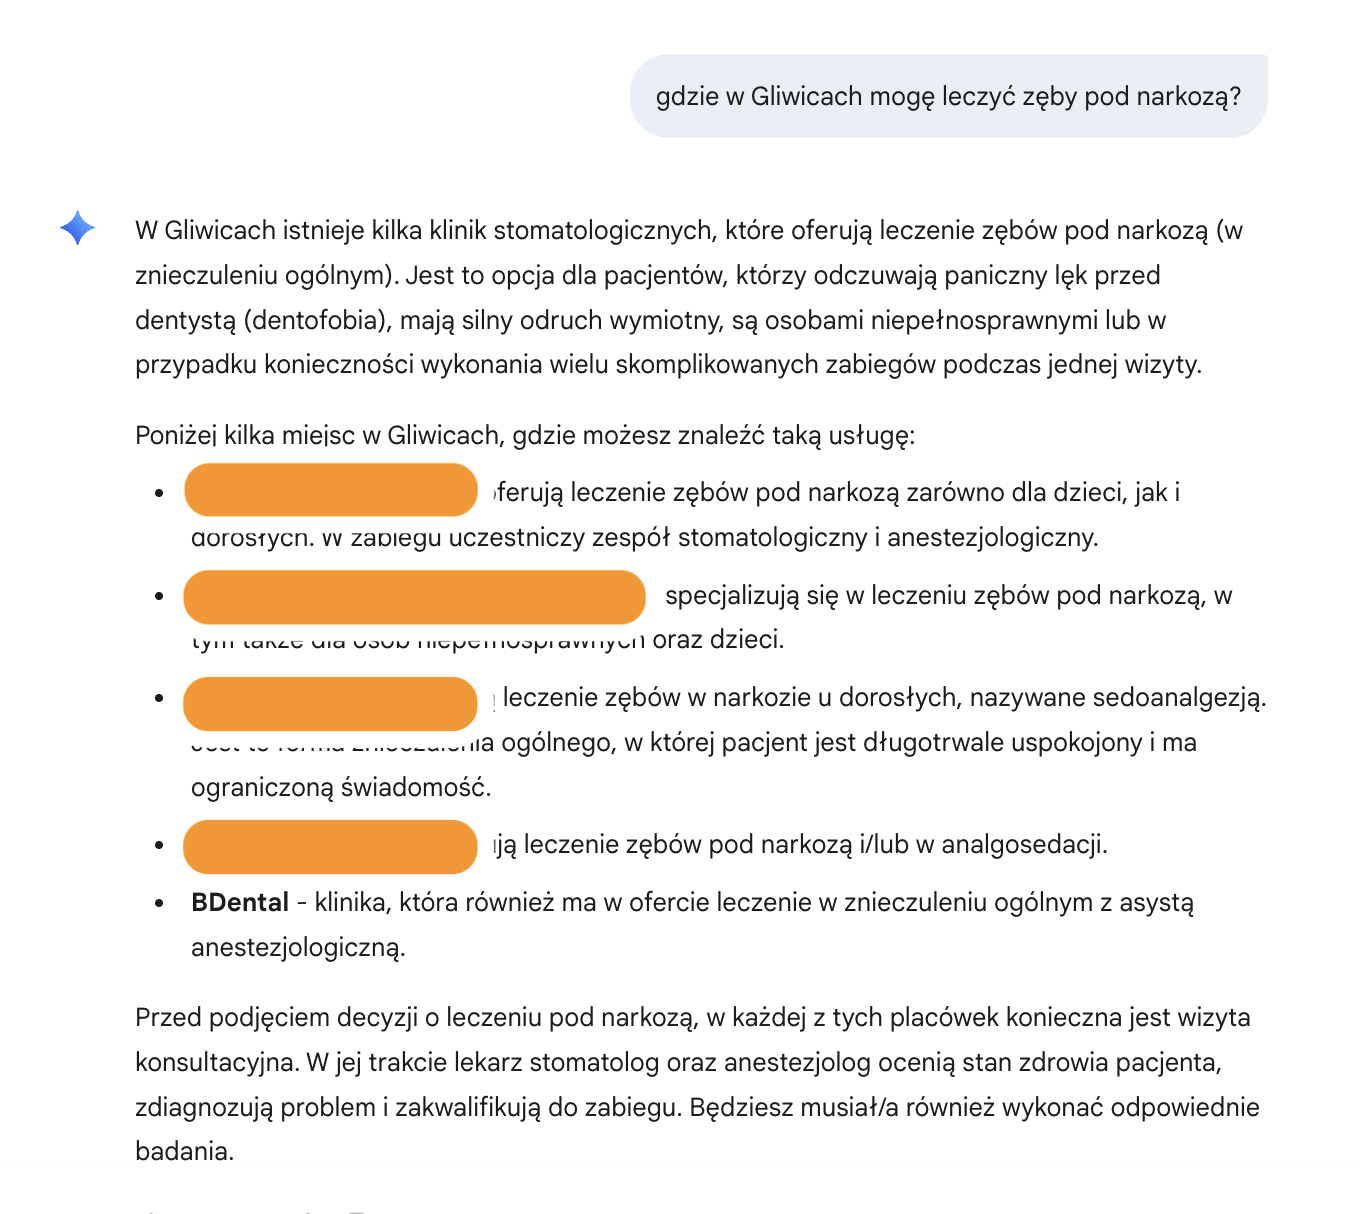 gdzie w Gliwicach mogę leczyć zęby pod narkozą?
W Gliwicach istnieje kilka klinik stomatologicznych, które oferują leczenie zębów pod narkozą (w
znieczuleniu ogólnym). Jest to opcja dla pacjentów, którzy odczuwają paniczny lęk przed
dentystą (dentofobia), mają silny odruch wymiotny, są osobami niepełnosprawnymi lub w
przypadku konieczności wykonania wielu skomplikowanych zabiegów podczas jednej wizyty.
Poniżej kilka miejsc w Gliwicach, gdzie możesz znaleźć taką usługę:
• oferują leczenie zębów pod narkozą zarówno dla dzieci, jak i
dorosłych. W zabiegu uczestniczy zespół stomatologiczny i anestezjologiczny.
• specjalizują się w leczeniu zębów pod narkozą, w
tym także dla osób niepełnosprawnych oraz dzieci.
• leczenie zębów w narkozie u dorosłych, nazywane sedoanalgezją.
Jest to forma znieczulenia ogólnego, w której pacjent jest długotrwale uspokojony i ma
ograniczoną świadomość.
• leczenie zębów pod narkozą i/lub w analgosedacji.
• BDental - klinika, która również ma w ofercie leczenie w znieczuleniu ogólnym z asystą
anestezjologiczną.
Przed podjęciem decyzji o leczeniu pod narkozą, w każdej z tych placówek konieczna jest wizyta
konsultacyjna. W jej trakcie lekarz stomatolog oraz anestezjolog ocenią stan zdrowia pacjenta,
zdiagnozują problem i zakwalifikują do zabiegu. Będziesz musiał/a również wykonać odpowiednie
badania.